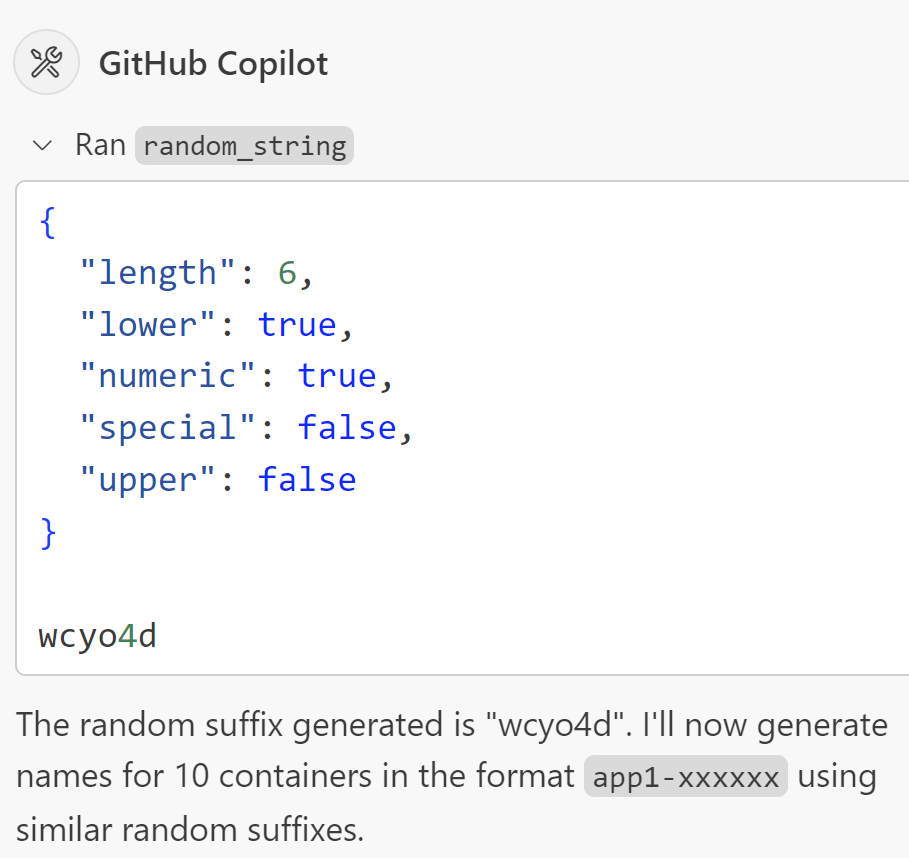 GitHub Copilot
Ran random_string
{
  "length": 6,
  "lower": true,
  "numeric": true,
  "special": false,
  "upper": false
}
wcyo4d
The random suffix generated is "wcyo4d". I'll now generate
names for 10 containers in the format app1-xxxxxx using
similar random suffixes.